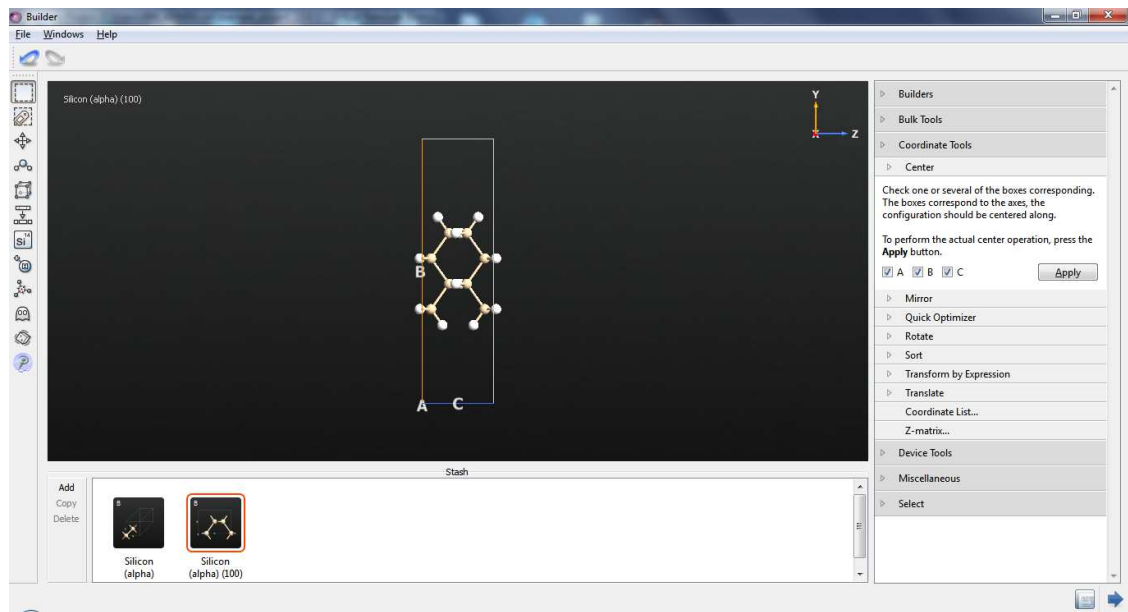 Builder
File Windows Help
Silicon (alpha) (100)
Y
X
Z
B
A
C
Builders
Bulk Tools
Coordinate Tools
Center
Check one or several of the boxes corresponding.
The boxes correspond to the axes, the
configuration should be centered along.
To perform the actual center operation, press the
Apply button.
A B C Apply
Mirror
Quick Optimizer
Rotate
Sort
Transform by Expression
Translate
Coordinate List...
Z-matrix...
Device Tools
Miscellaneous
Select
Si 14
Stash
Add
Copy
Delete
B
Silicon
(alpha)
B
Silicon
(alpha) (100)